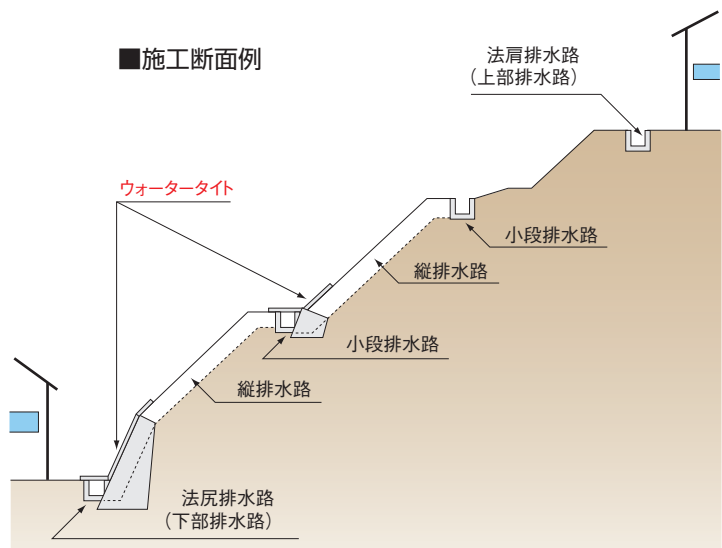 ■施工断面例
法肩排水路
（上部排水路）
ウォータータイト
小段排水路
縦排水路
小段排水路
縦排水路
法尻排水路
（下部排水路）